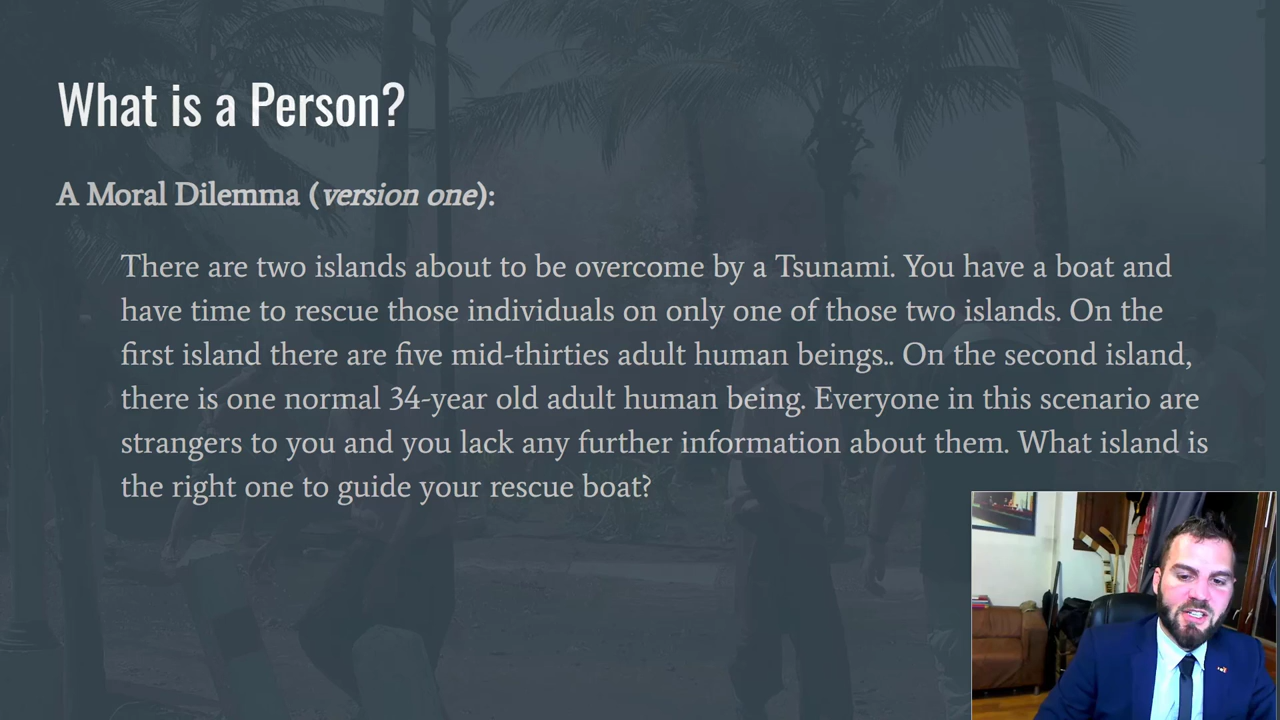 What is a Person?
A Moral Dilemma (version one):
There are two islands about to be overcome by a Tsunami. You have a boat and
have time to rescue those individuals on only one of those two islands. On the
first island there are five mid-thirties adult human beings.. On the second island,
there is one normal 34-year old adult human being. Everyone in this scenario are
strangers to you and you lack any further information about them. What island is
the right one to guide your rescue boat?